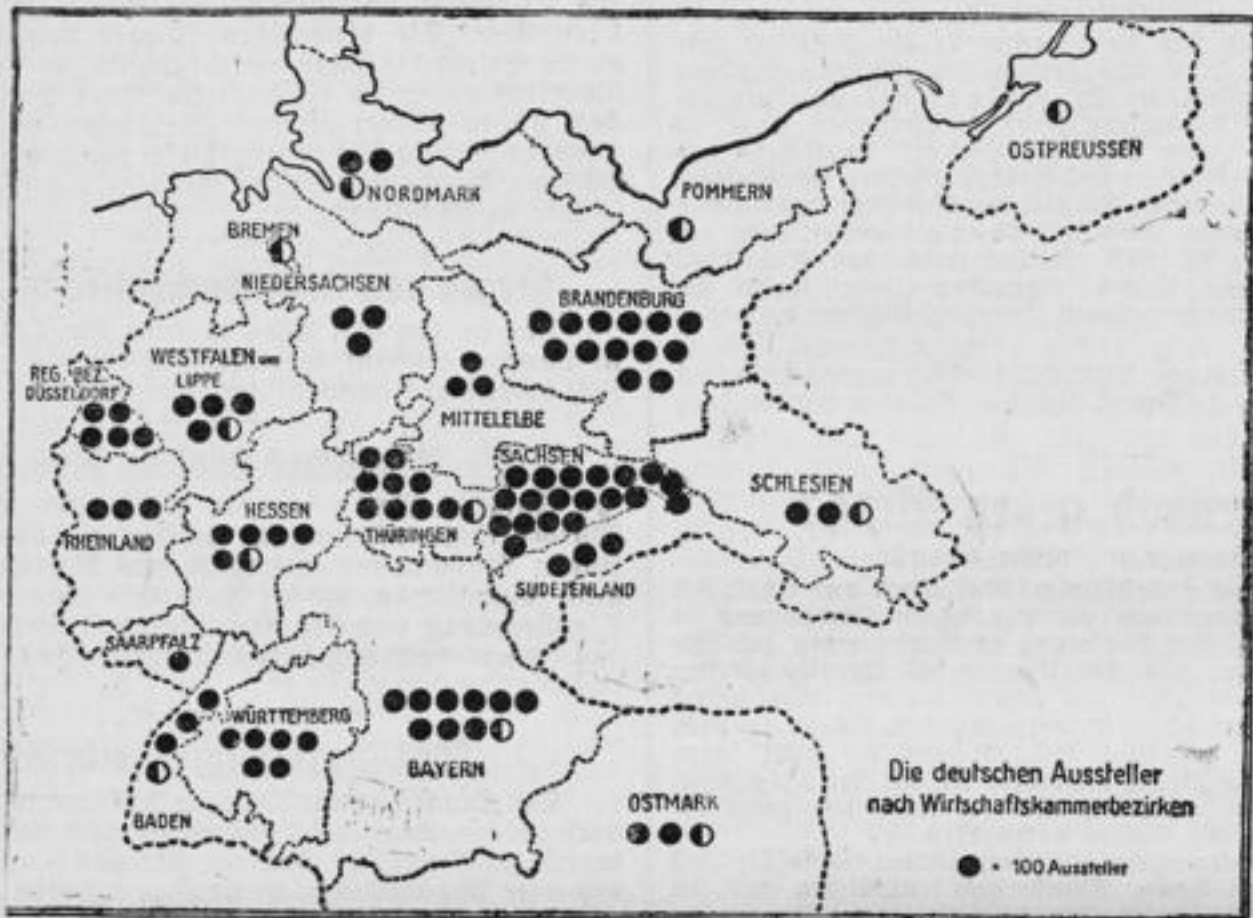 OSTPREUSSEN
NORDMARK
POMMERN
BREMEN
NIEDERSACHSEN
BRANDENBURG
WESTFALEN UND
LIPPE
REG. BEZ.
DÜSSELDORF
MITTELELBE
SACHSEN
SCHLESIEN
HESSEN
THÜRINGEN
RHEINLAND
SUDETENLAND
SAARPFALZ
WÜRTTEMBERG
BAYERN
BADEN
OSTMARK
Die deutschen Aussteller
nach Wirtschaftskammerbezirken
= 100 Aussteller